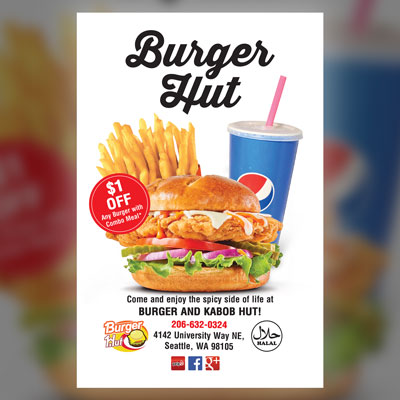 Burger
Hut
$1
OFF
Any Burger with
Combo Meal*
Come and enjoy the spicy side of life at
BURGER AND KABOB HUT!
206-632-0324
4142 University Way NE,
Seattle, WA 98105
Burger
Hut
حلال
HALAL
f
g+